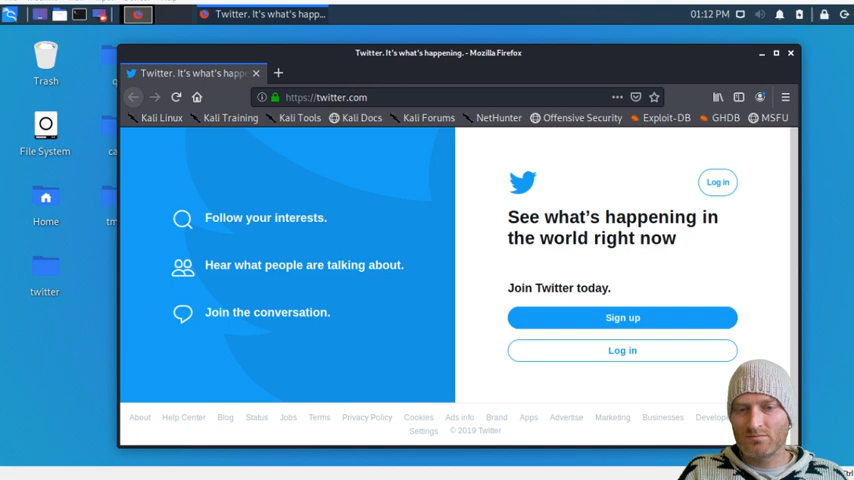 Twitter. It's what's happ...
01:12 PM
Twitter. It's what's happening. - Mozilla Firefox
Twitter. It's what's happe
https://twitter.com
Kali Linux
Kali Training
Kali Tools
Kali Docs
Kali Forums
NetHunter
Offensive Security
Exploit-DB
GHDB
MSFU
Trash
File System
Home
twitter
Follow your interests.
Hear what people are talking about.
Join the conversation.
Log in
See what’s happening in
the world right now
Join Twitter today.
Sign up
Log in
About Help Center Blog Status Jobs Terms Privacy Policy Cookies Ads info Brand Apps Advertise Marketing Businesses Develope
Settings © 2019 Twitter